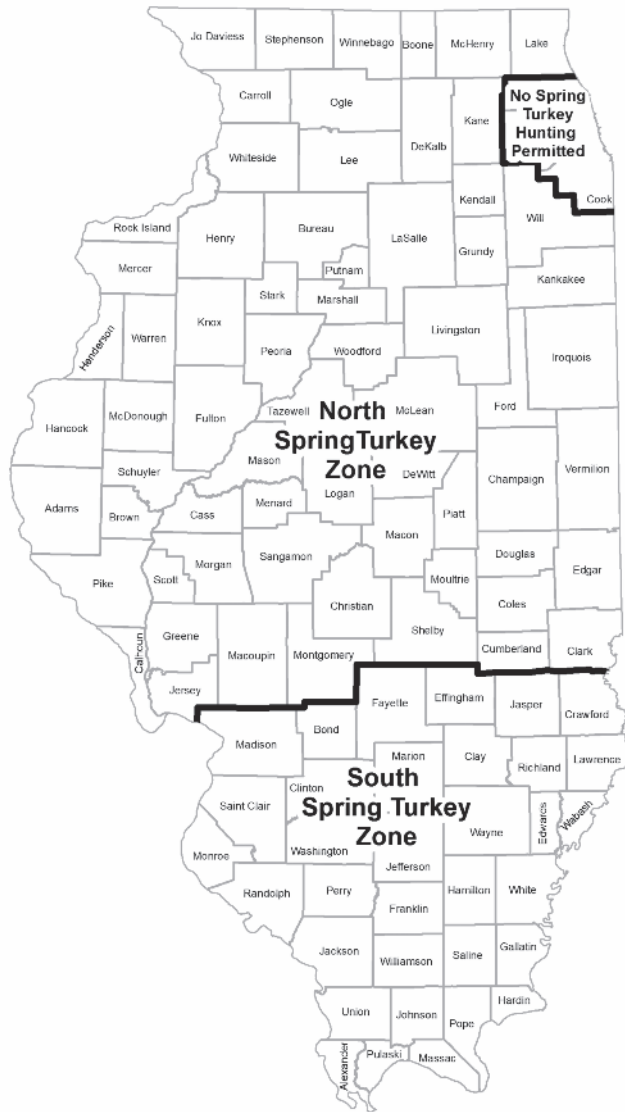 Jo Daviess
Stephenson
Winnebago
Boone
McHenry
Lake
Carroll
Ogle
DeKalb
Kane
No Spring
Turkey
Hunting
Permitted
Cook
Whiteside
Lee
Kendall
Will
Rock Island
Henry
Bureau
LaSalle
Grundy
Mercer
Putnam
Kankakee
Stark
Marshall
Henderson
Warren
Knox
Peoria
Woodford
Livingston
Iroquois
Hancock
McDonough
Fulton
Tazewell
McLean
Ford
North
SpringTurkey
Zone
Mason
Logan
DeWitt
Champaign
Vermilion
Schuyler
Adams
Brown
Cass
Menard
Macon
Piatt
Douglas
Edgar
Pike
Scott
Morgan
Sangamon
Christian
Moultrie
Coles
Calhoun
Greene
Macoupin
Montgomery
Shelby
Cumberland
Clark
Jersey
Madison
Bond
Fayette
Effingham
Jasper
Crawford
Marion
Clay
Richland
Lawrence
Clinton
South
Spring Turkey
Zone
Saint Clair
Wayne
Edwards
Wabash
Washington
Monroe
Jefferson
Randolph
Perry
Hamilton
White
Franklin
Jackson
Williamson
Saline
Gallatin
Union
Johnson
Pope
Hardin
Alexander
Pulaski
Massac